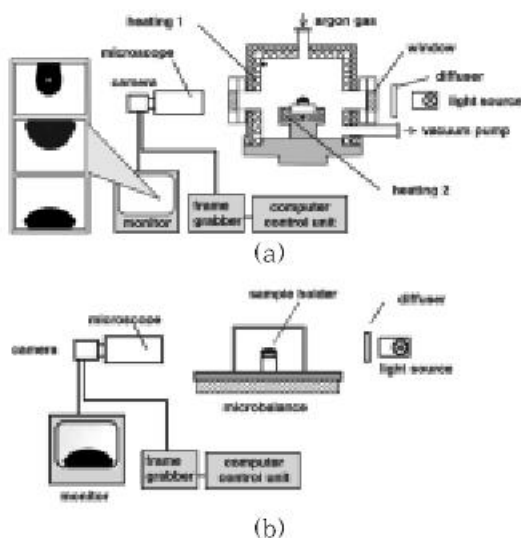 heating 1
argon gas
microscope
window
camera
diffuser
light source
vacuum pump
heating 2
monitor
frame
grabber
computer
control unit
(a)
sample holder
diffuser
microscope
camera
light source
microbalance
frame
grabber
computer
control unit
monitor
(b)